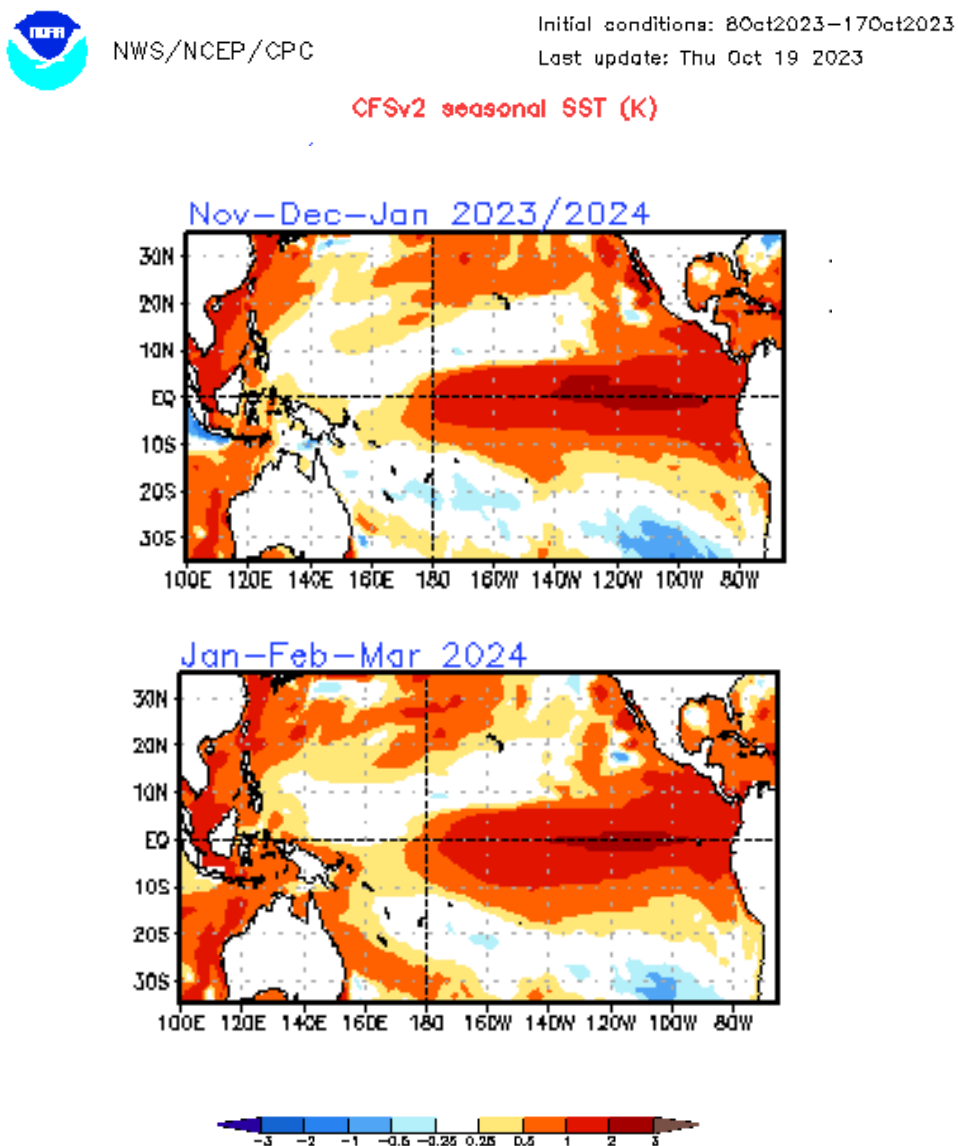 NOAA
NWS/NCEP/CPC
Initial conditions: 8Oct2023-17Oct2023
Last update: Thu Oct 19 2023
CFSv2 seasonal SST (K)
Nov-Dec-Jan 2023/2024
30N
20N
10N
EQ
10S
20S
30S
100E 120E 140E 160E 180 160W 140W 120W 100W 80W
Jan-Feb-Mar 2024
30N
20N
10N
EQ
10S
20S
30S
100E 120E 140E 160E 180 160W 140W 120W 100W 80W
-3 -2 -1 -0.5 -0.25 0.25 0.5 1 2 3